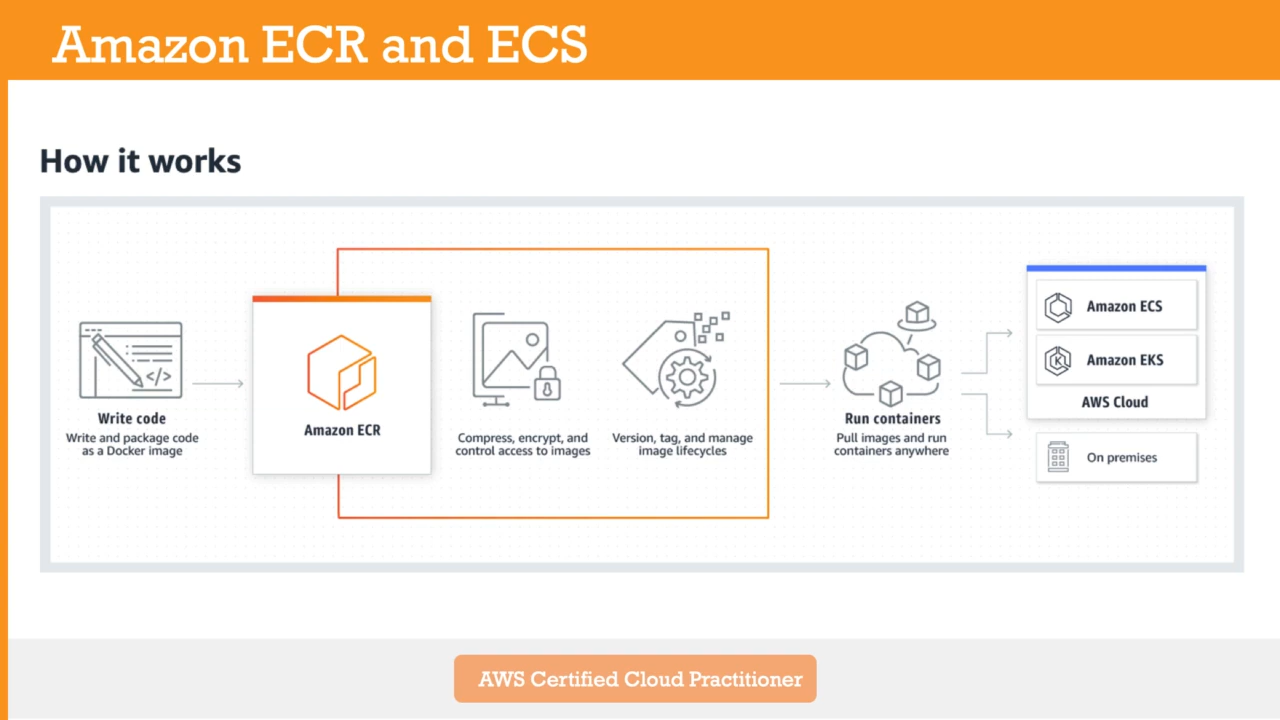 Amazon ECR and ECS
How it works
Write code
Write and package code
as a Docker image
</>
Amazon ECR
Compress, encrypt, and
control access to images
Version, tag, and manage
image lifecycles
Run containers
Pull images and run
containers anywhere
Amazon ECS
K
Amazon EKS
AWS Cloud
On premises
AWS Certified Cloud Practitioner